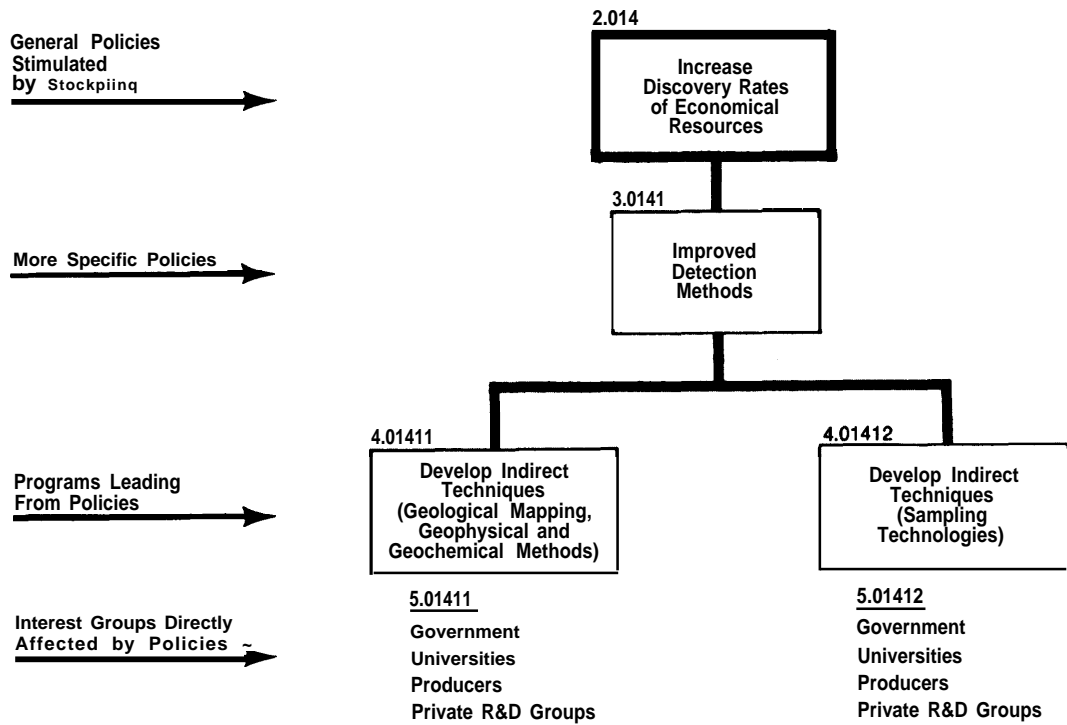 2.014
General Policies
Stimulated
by Stockpiinq
Increase
Discovery Rates
of Economical
Resources
3.0141
More Specific Policies
Improved
Detection
Methods
4.01411
4.01412
Programs Leading
From Policies
Develop Indirect
Techniques
(Geological Mapping,
Geophysical and
Geochemical Methods)
Develop Indirect
Techniques
(Sampling
Technologies)
Interest Groups Directly
Affected by Policies ~
5.01411
Government
Universities
Producers
Private R&D Groups
5.01412
Government
Universities
Producers
Private R&D Groups